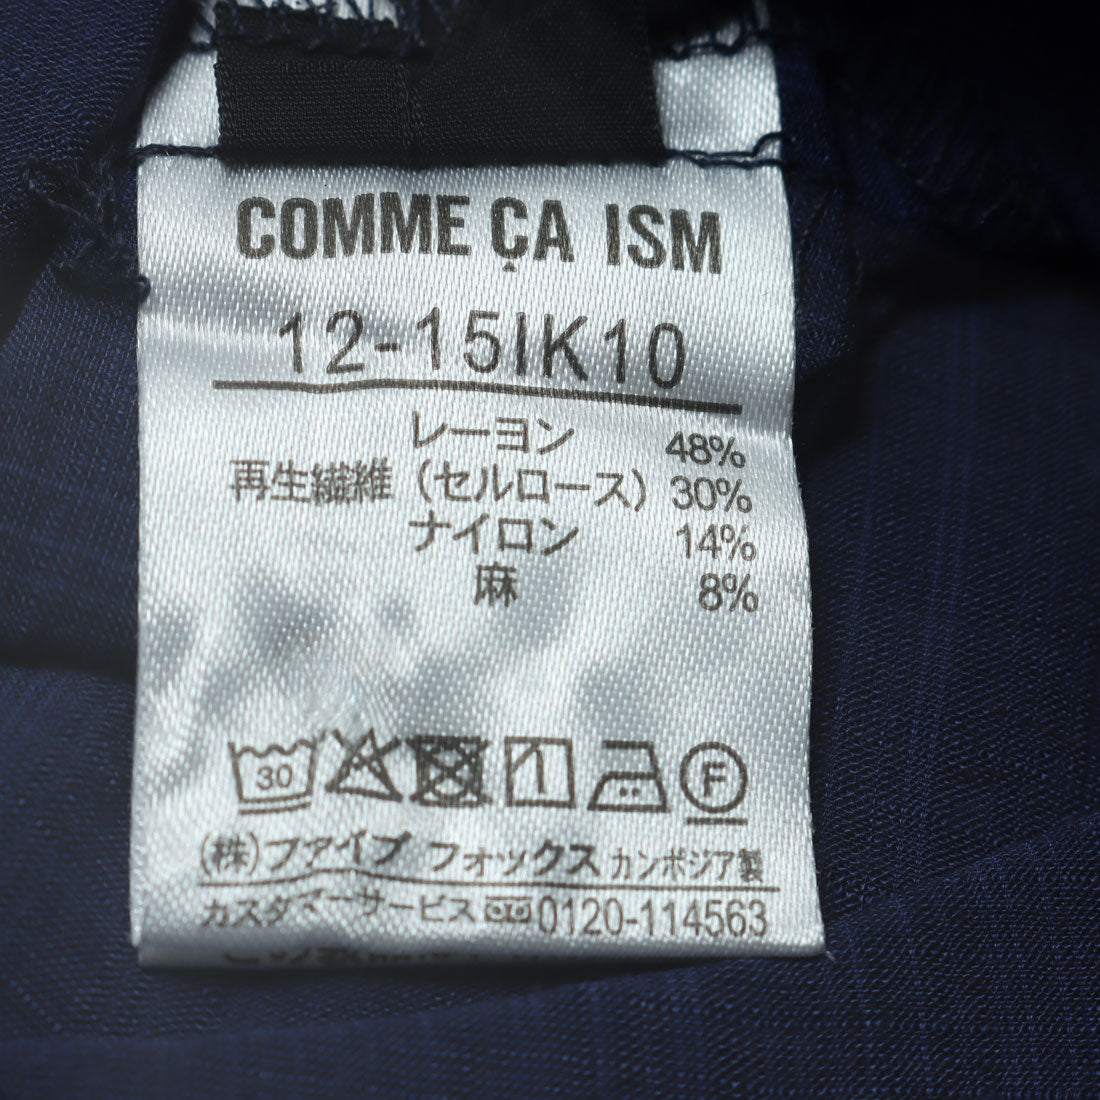 COMME ÇA ISM
12-15IK10
レーヨン 48%
再生繊維（セルロース） 30%
ナイロン 14%
麻 8%
30 F
(株)ファイブ フォックス カンボジア製
カスタマーサービス 0120-114563